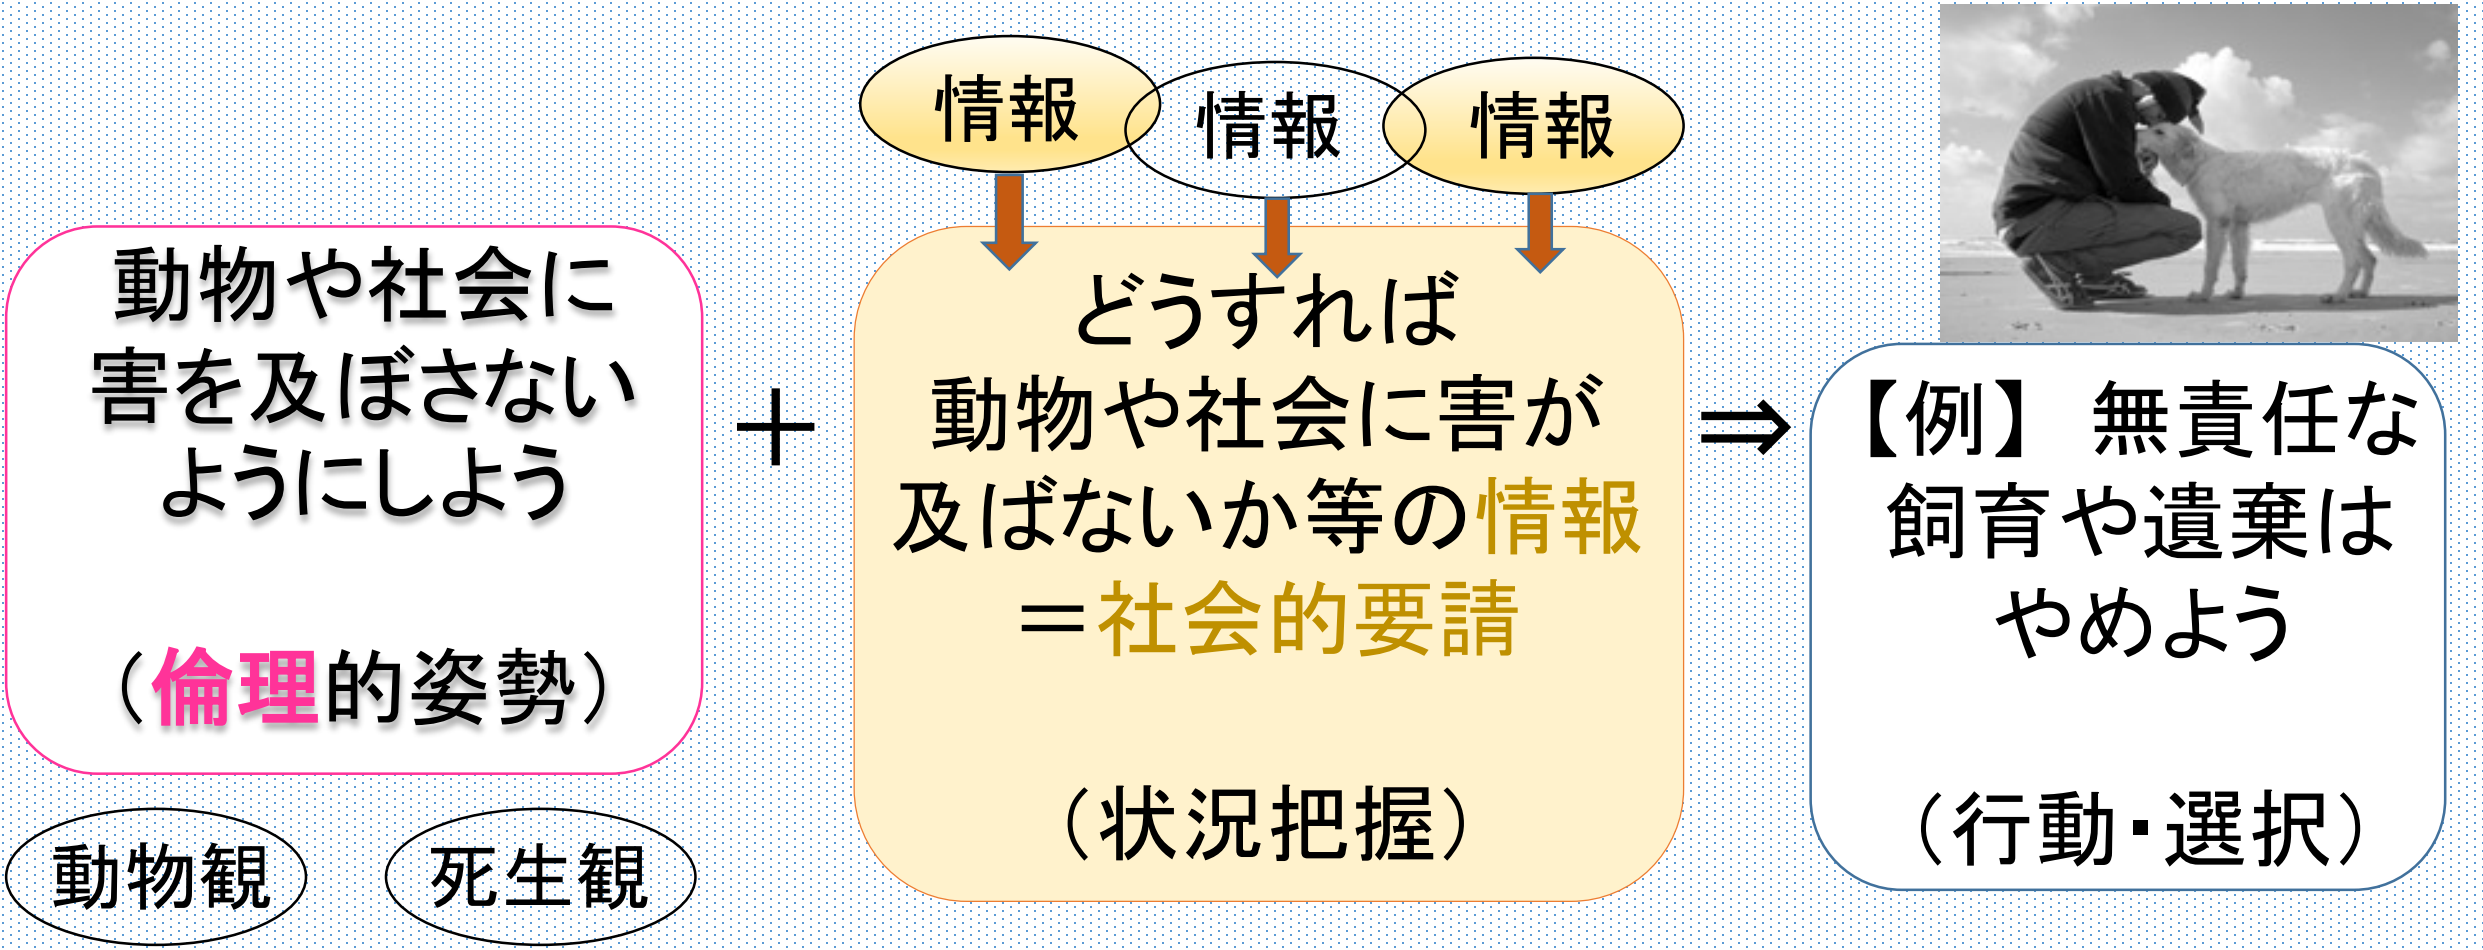 情報
情報
情報
動物や社会に
害を及ぼさない
ようにしよう
（倫理的姿勢）
動物観
死生観
＋
どうすれば
動物や社会に害が
及ばないか等の情報
＝社会的要請
（状況把握）
⇒
【例】 無責任な
飼育や遺棄は
やめよう
（行動・選択）